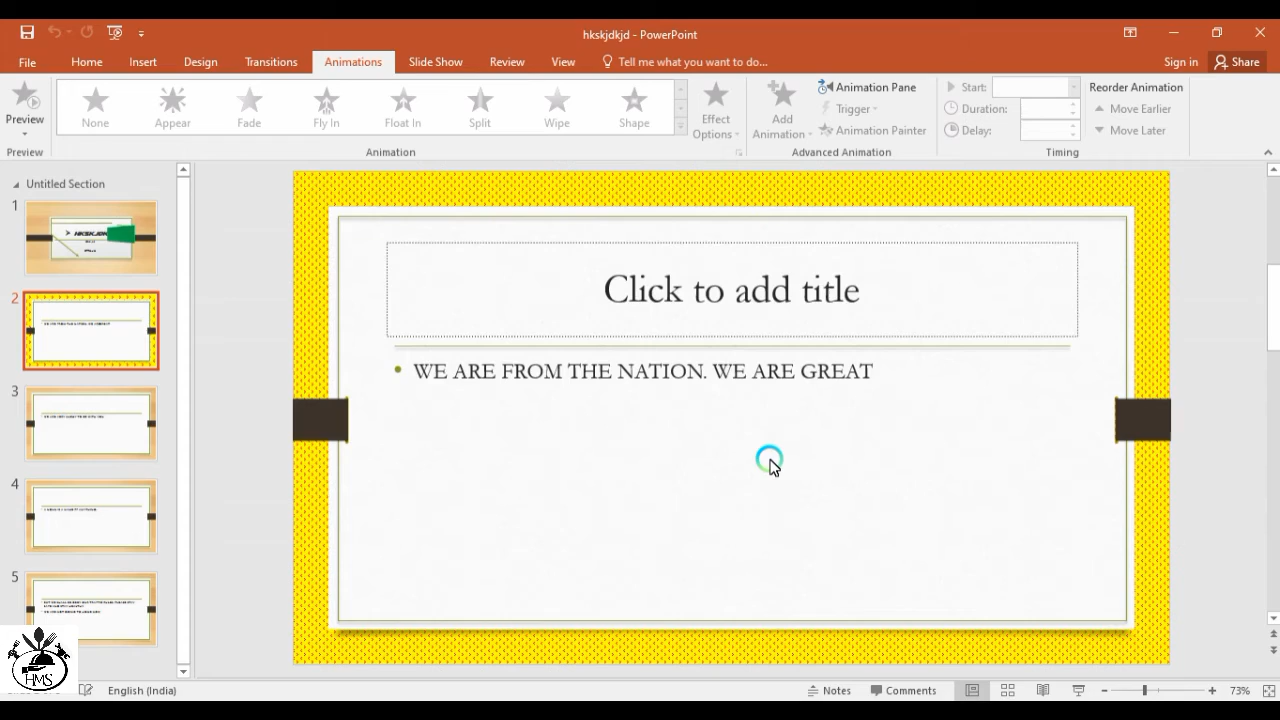 hkskjdkjd - PowerPoint
File Home Insert Design Transitions Animations Slide Show Review View Tell me what you want to do... Sign in Share
Preview None Appear Fade Fly In Float In Split Wipe Shape Effect Options Add Animation Animation Pane Trigger Animation Painter Start: Duration: Delay: Reorder Animation Move Earlier Move Later
Preview Animation Advanced Animation Timing
Untitled Section
1
2
3
4
5
Click to add title
• WE ARE FROM THE NATION. WE ARE GREAT
HMS
English (India) Notes Comments 73%